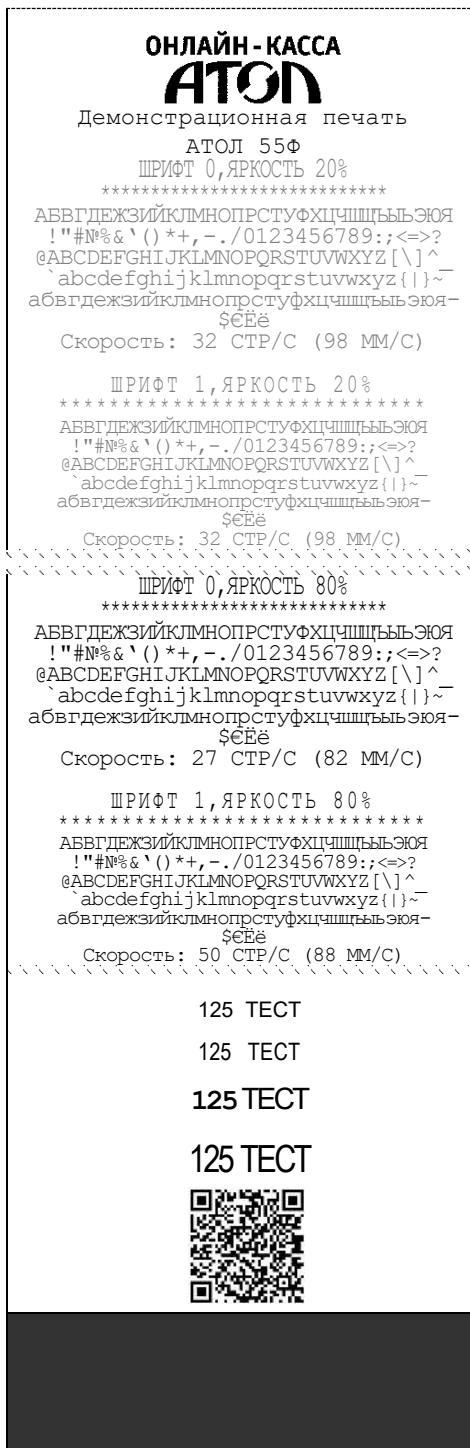 ОНЛАЙН-КАССА
АТОЛ
Демонстрационная печать
АТОЛ 55Ф
ШРИФТ 0,ЯРКОСТЬ 20%
*****************************
АБВГДЕЖЗИЙКЛМНОПРСТУФХЦЧШЩЪЫЬЭЮЯ
!"#№%&`()*+,-./0123456789:;<=>?
@ABCDEFGHIJKLMNOPQRSTUVWXYZ[\]^_
`abcdefghijklmnopqrstuvwxyz{|}~
абвгдежзийклмнопрстуфхцчшщъыьэюя-
$€Ёё
Скорость: 32 СТР/С (98 ММ/С)
ШРИФТ 1,ЯРКОСТЬ 20%
*****************************
АБВГДЕЖЗИЙКЛМНОПРСТУФХЦЧШЩЪЫЬЭЮЯ
!"#№%&`()*+,-./0123456789:;<=>?
@ABCDEFGHIJKLMNOPQRSTUVWXYZ[\]^_
`abcdefghijklmnopqrstuvwxyz{|}~
абвгдежзийклмнопрстуфхцчшщъыьэюя-
$€Ёё
Скорость: 32 СТР/С (98 ММ/С)
ШРИФТ 0,ЯРКОСТЬ 80%
*****************************
АБВГДЕЖЗИЙКЛМНОПРСТУФХЦЧШЩЪЫЬЭЮЯ
!"#№%&`()*+,-./0123456789:;<=>?
@ABCDEFGHIJKLMNOPQRSTUVWXYZ[\]^_
`abcdefghijklmnopqrstuvwxyz{|}~
абвгдежзийклмнопрстуфхцчшщъыьэюя-
$€Ёё
Скорость: 27 СТР/С (82 ММ/С)
ШРИФТ 1,ЯРКОСТЬ 80%
*****************************
АБВГДЕЖЗИЙКЛМНОПРСТУФХЦЧШЩЪЫЬЭЮЯ
!"#№%&`()*+,-./0123456789:;<=>?
@ABCDEFGHIJKLMNOPQRSTUVWXYZ[\]^_
`abcdefghijklmnopqrstuvwxyz{|}~
абвгдежзийклмнопрстуфхцчшщъыьэюя-
$€Ёё
Скорость: 50 СТР/С (88 ММ/С)
125 ТЕСТ
125 ТЕСТ
125 ТЕСТ
125 ТЕСТ